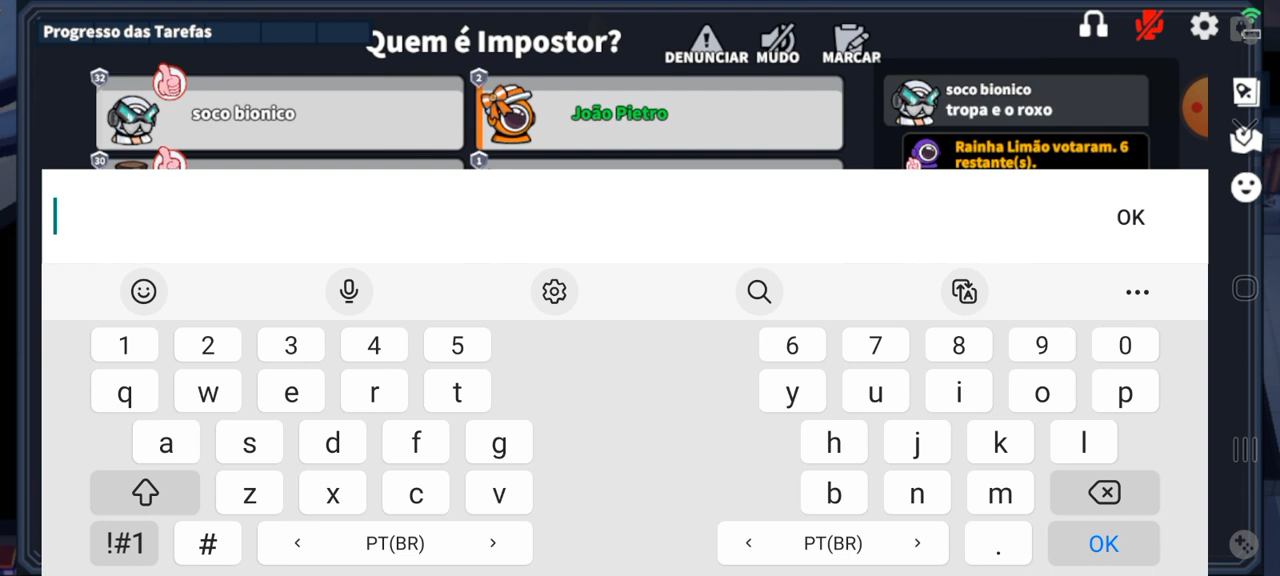 Progresso das Tarefas
Quem é Impostor?
DENUNCIAR MUDO MARCAR
32
soco bionico
2
João Pietro
soco bionico
tropa e o roxo
30
1
Rainha Limão votaram. 6
restante(s).
OK
1 2 3 4 5 6 7 8 9 0
q w e r t y u i o p
a s d f g h j k l
z x c v b n m
!#1 # < PT(BR) > < PT(BR) > . OK